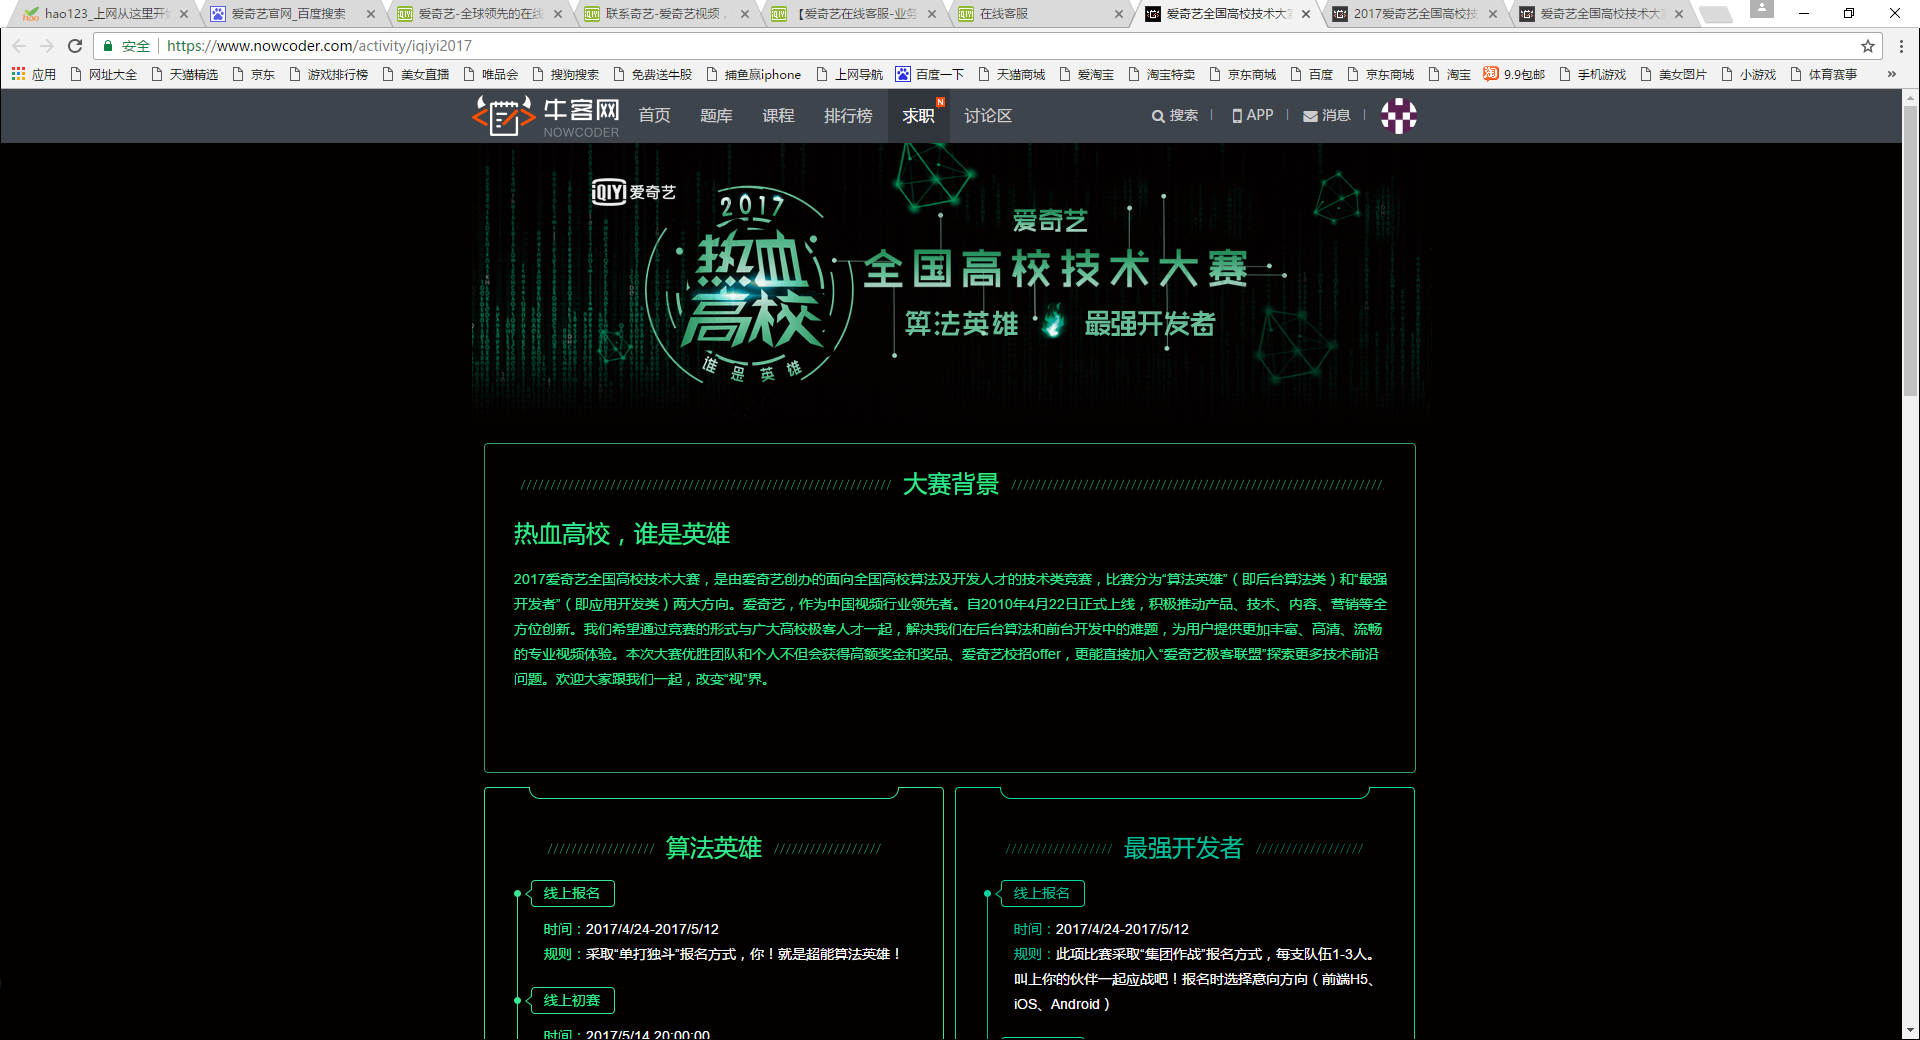 hao123_上网从这里开
爱奇艺官网_百度搜索
爱奇艺-全球领先的在线
联系奇艺-爱奇艺视频，
【爱奇艺在线客服-业务
在线客服
爱奇艺全国高校技术大
2017爱奇艺全国高校技
爱奇艺全国高校技术大
安全 https://www.nowcoder.com/activity/iqiyi2017
应用 网址大全 天猫精选 京东 游戏排行榜 美女直播 唯品会 搜狗搜索 免费送牛股 捕鱼赢iphone 上网导航 百度一下 天猫商城 爱淘宝 淘宝特卖 京东商城 百度 京东商城 淘宝 9.9包邮 手机游戏 美女图片 小游戏 体育赛事 »
牛客网 NOWCODER 首页 题库 课程 排行榜 求职 N 讨论区 搜索 APP 消息
iQIYI 爱奇艺
2017
热血
高校
谁是英雄
爱奇艺
全国高校技术大赛
算法英雄 最强开发者
大赛背景
热血高校，谁是英雄
2017爱奇艺全国高校技术大赛，是由爱奇艺创办的面向全国高校算法及开发人才的技术类竞赛，比赛分为“算法英雄”（即后台算法类）和“最强
开发者”（即应用开发类）两大方向。爱奇艺，作为中国视频行业领先者。自2010年4月22日正式上线，积极推动产品、技术、内容、营销等全
方位创新。我们希望通过竞赛的形式与广大高校极客人才一起，解决我们在后台算法和前台开发中的难题，为用户提供更加丰富、高清、流畅
的专业视频体验。本次大赛优胜团队和个人不但会获得高额奖金和奖品、爱奇艺校招offer，更能直接加入“爱奇艺极客联盟”探索更多技术前沿
问题。欢迎大家跟我们一起，改变“视”界。
算法英雄
线上报名
时间：2017/4/24-2017/5/12
规则：采取“单打独斗”报名方式，你！就是超能算法英雄！
线上初赛
时间：2017/5/14 20:00:00
最强开发者
线上报名
时间：2017/4/24-2017/5/12
规则：此项比赛采取“集团作战”报名方式，每支队伍1-3人。
叫上你的伙伴一起应战吧！报名时选择意向方向（前端H5、
iOS、Android）